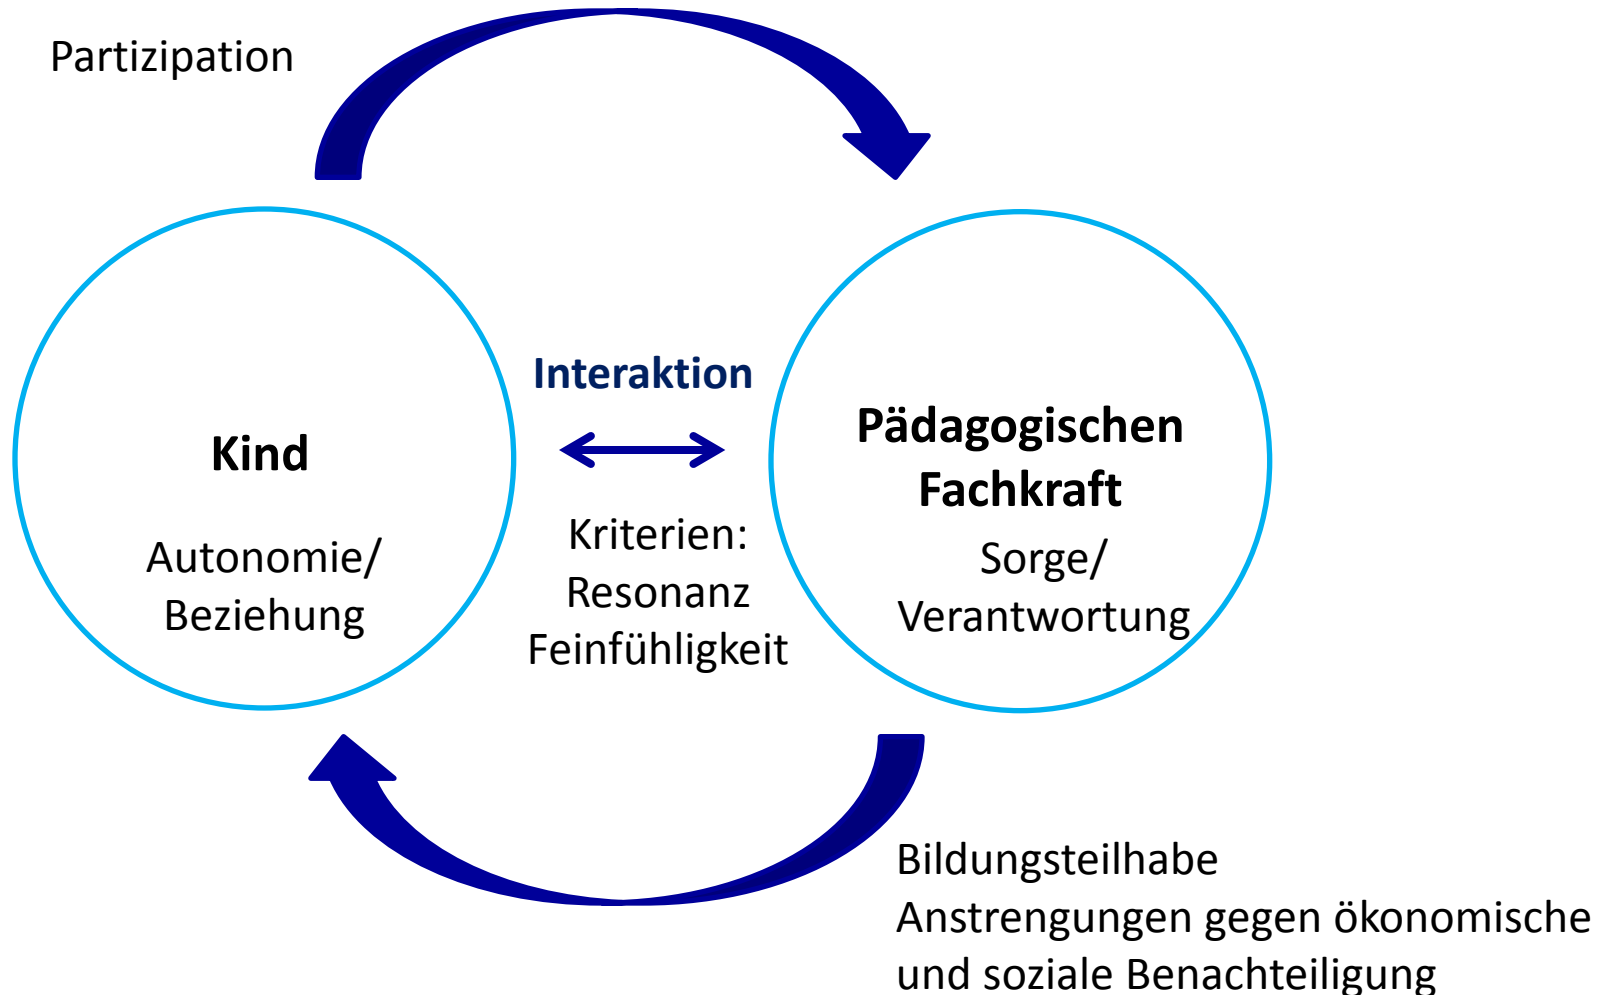 Partizipation
Interaktion
Kind
Autonomie/
Beziehung
Kriterien:
Resonanz
Feinfühligkeit
Pädagogischen
Fachkraft
Sorge/
Verantwortung
Bildungsteilhabe
Anstrengungen gegen ökonomische
und soziale Benachteiligung